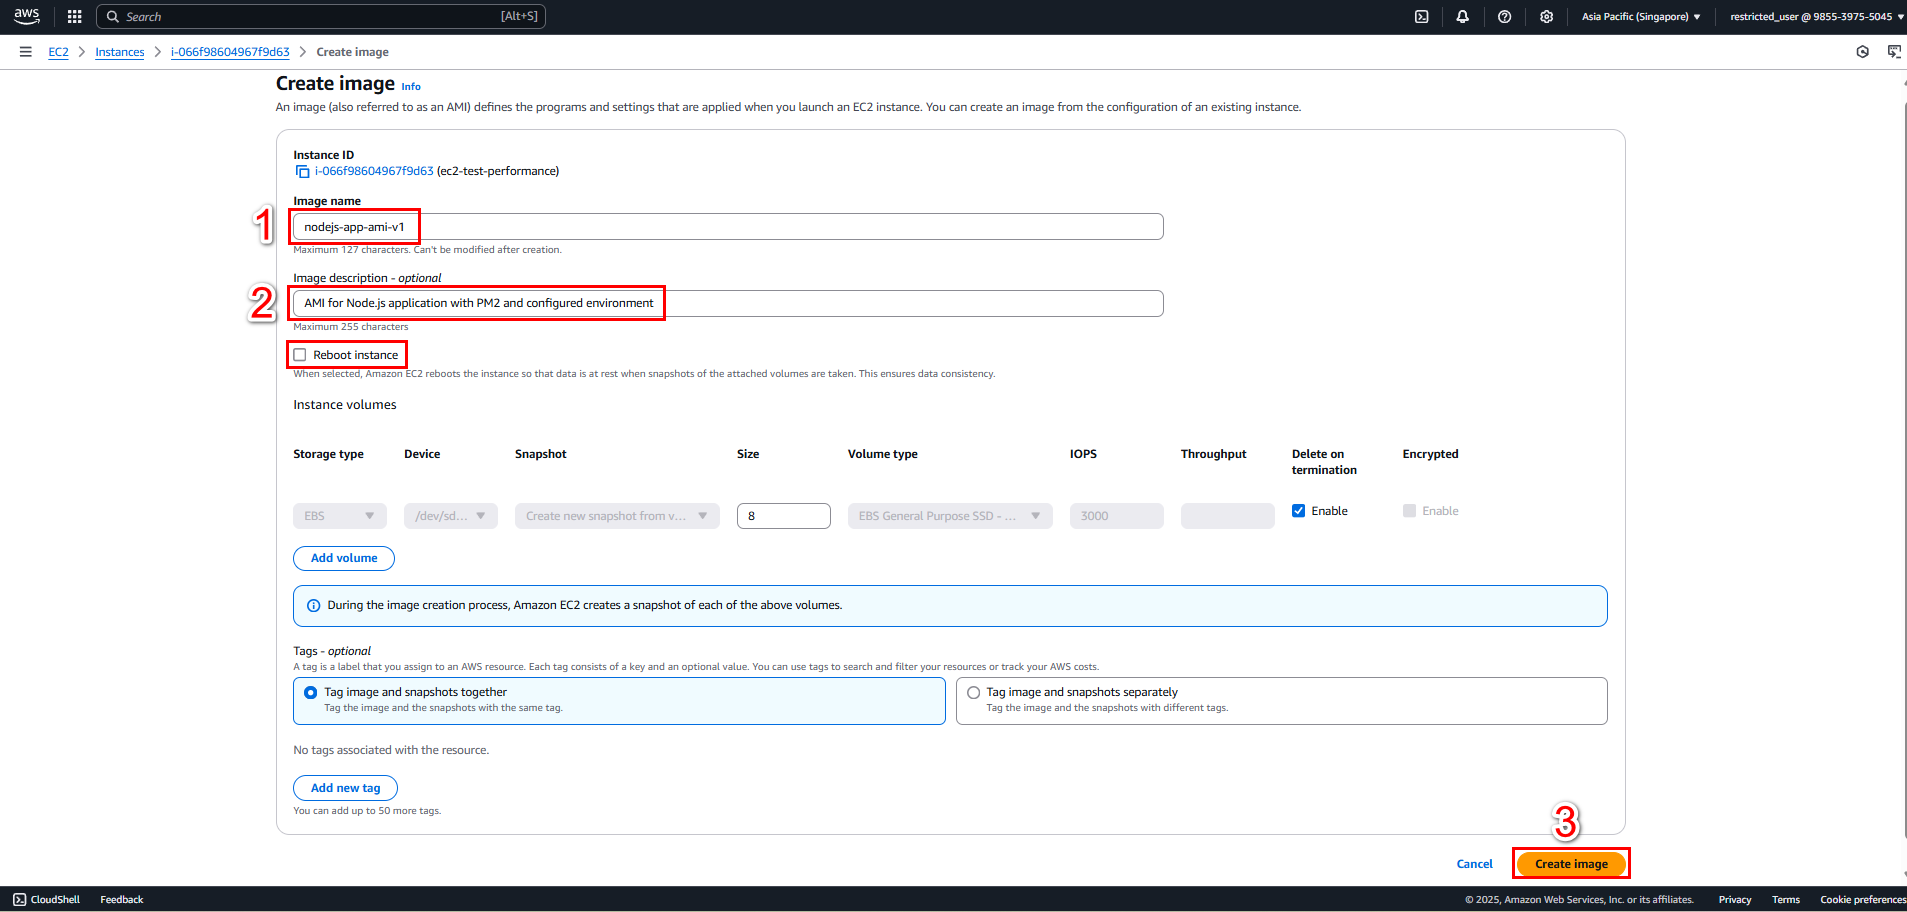 aws
Search [Alt+S]
Asia Pacific (Singapore) restricted_user @ 9855-3975-5045
EC2 Instances i-066f98604967f9d63 Create image
Create image Info
An image (also referred to as an AMI) defines the programs and settings that are applied when you launch an EC2 instance. You can create an image from the configuration of an existing instance.
Instance ID
i-066f98604967f9d63 (ec2-test-performance)
Image name
1
nodejs-app-ami-v1
Maximum 127 characters. Can't be modified after creation.
Image description - optional
2
AMI for Node.js application with PM2 and configured environment
Maximum 255 characters
Reboot instance
When selected, Amazon EC2 reboots the instance so that data is at rest when snapshots of the attached volumes are taken. This ensures data consistency.
Instance volumes
Storage type Device Snapshot Size Volume type IOPS Throughput Delete on termination Encrypted
EBS /dev/sd... Create new snapshot from v... 8 EBS General Purpose SSD - ... 3000 Enable Enable
Add volume
During the image creation process, Amazon EC2 creates a snapshot of each of the above volumes.
Tags - optional
A tag is a label that you assign to an AWS resource. Each tag consists of a key and an optional value. You can use tags to search and filter your resources or track your AWS costs.
Tag image and snapshots together
Tag the image and the snapshots with the same tag.
Tag image and snapshots separately
Tag the image and the snapshots with different tags.
No tags associated with the resource.
Add new tag
You can add up to 50 more tags.
3
Cancel Create image
CloudShell Feedback © 2025, Amazon Web Services, Inc. or its affiliates. Privacy Terms Cookie preferences